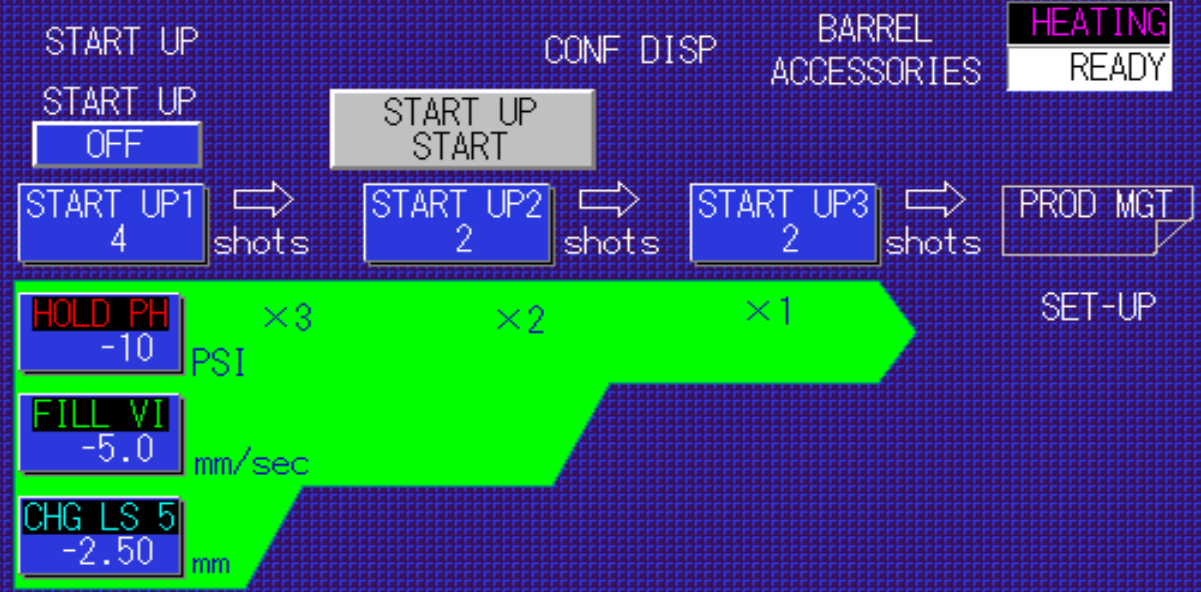 START UP
CONF DISP
BARREL
ACCESSORIES
HEATING
READY
START UP
OFF
START UP
START
START UP1
4
shots
START UP2
2
shots
START UP3
2
shots
PROD MGT
HOLD PH
-10
PSI
×3
×2
×1
SET-UP
FILL VI
-5.0
mm/sec
CHG LS 5
-2.50
mm